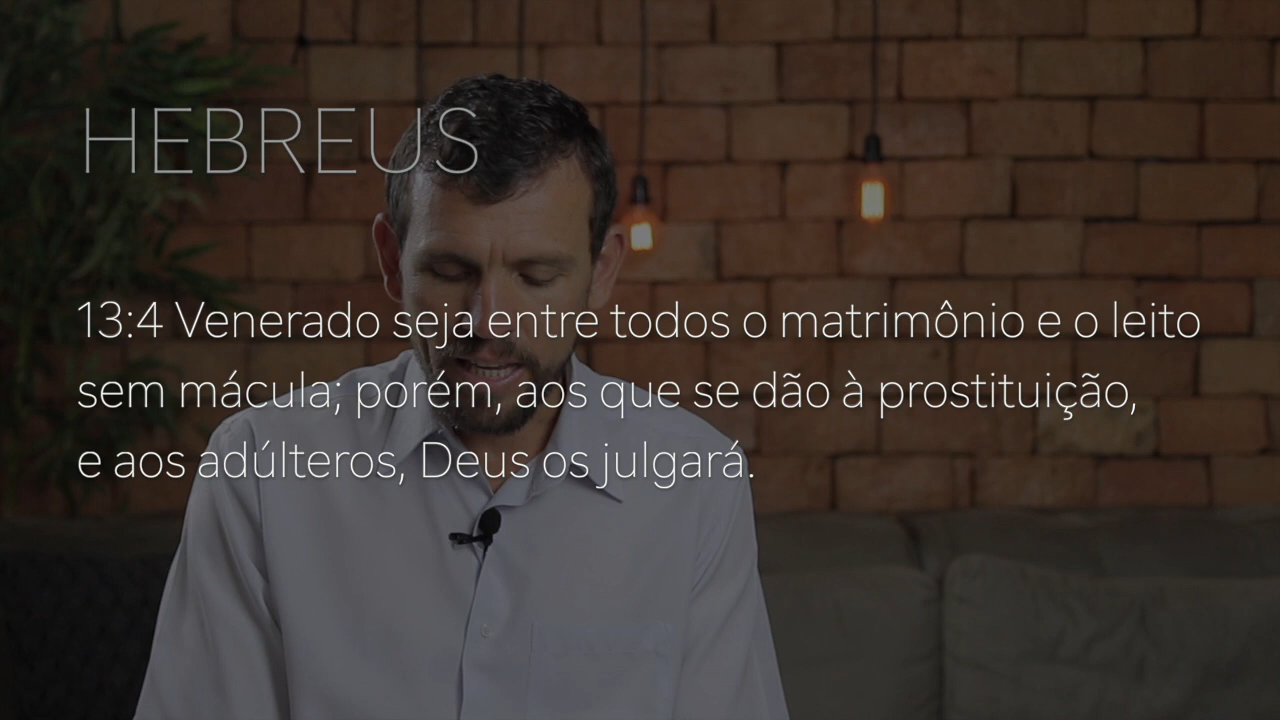 HEBREUS
13:4 Venerado seja entre todos o matrimônio e o leito
sem mácula; porém, aos que se dão à prostituição,
e aos adúlteros, Deus os julgará.